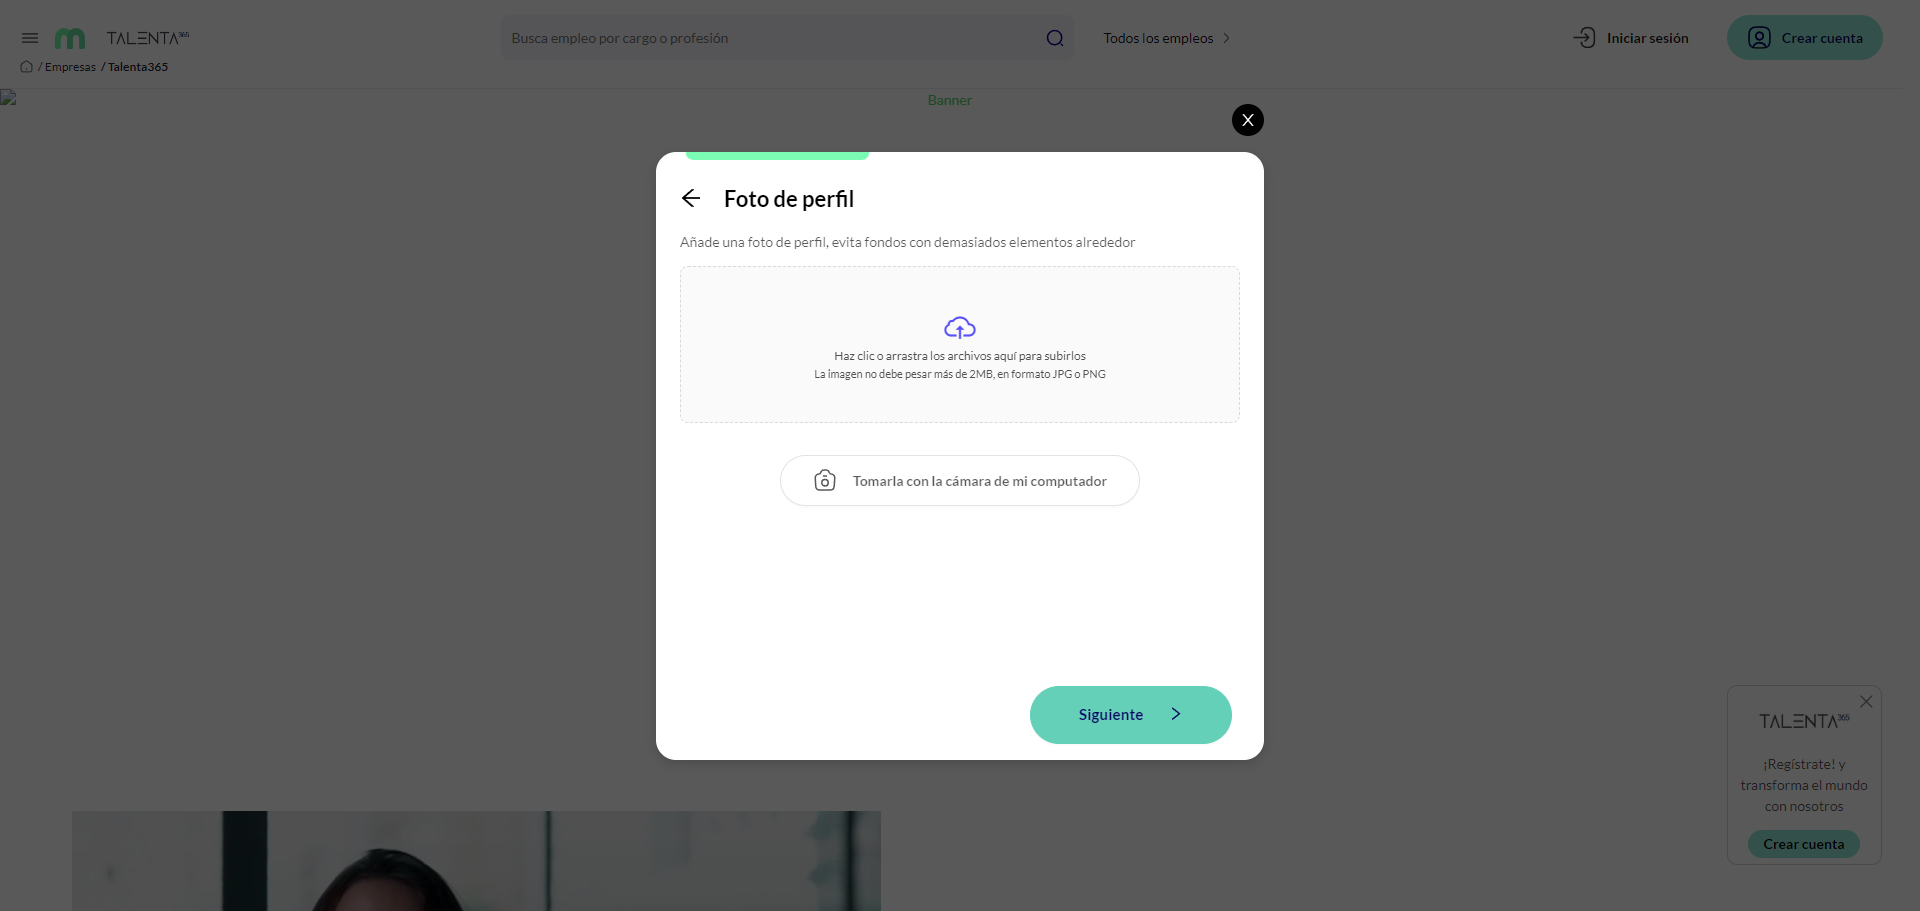 TALENTA365
Busca empleo por cargo o profesión
Todos los empleos
Iniciar sesión
Crear cuenta
/ Empresas / Talenta365
Banner
X
Foto de perfil
Añade una foto de perfil, evita fondos con demasiados elementos alrededor
Haz clic o arrastra los archivos aquí para subirlos
La imagen no debe pesar más de 2MB, en formato JPG o PNG
Tomarla con la cámara de mi computador
Siguiente
TALENTA365
¡Regístrate! y
transforma el mundo
con nosotros
Crear cuenta